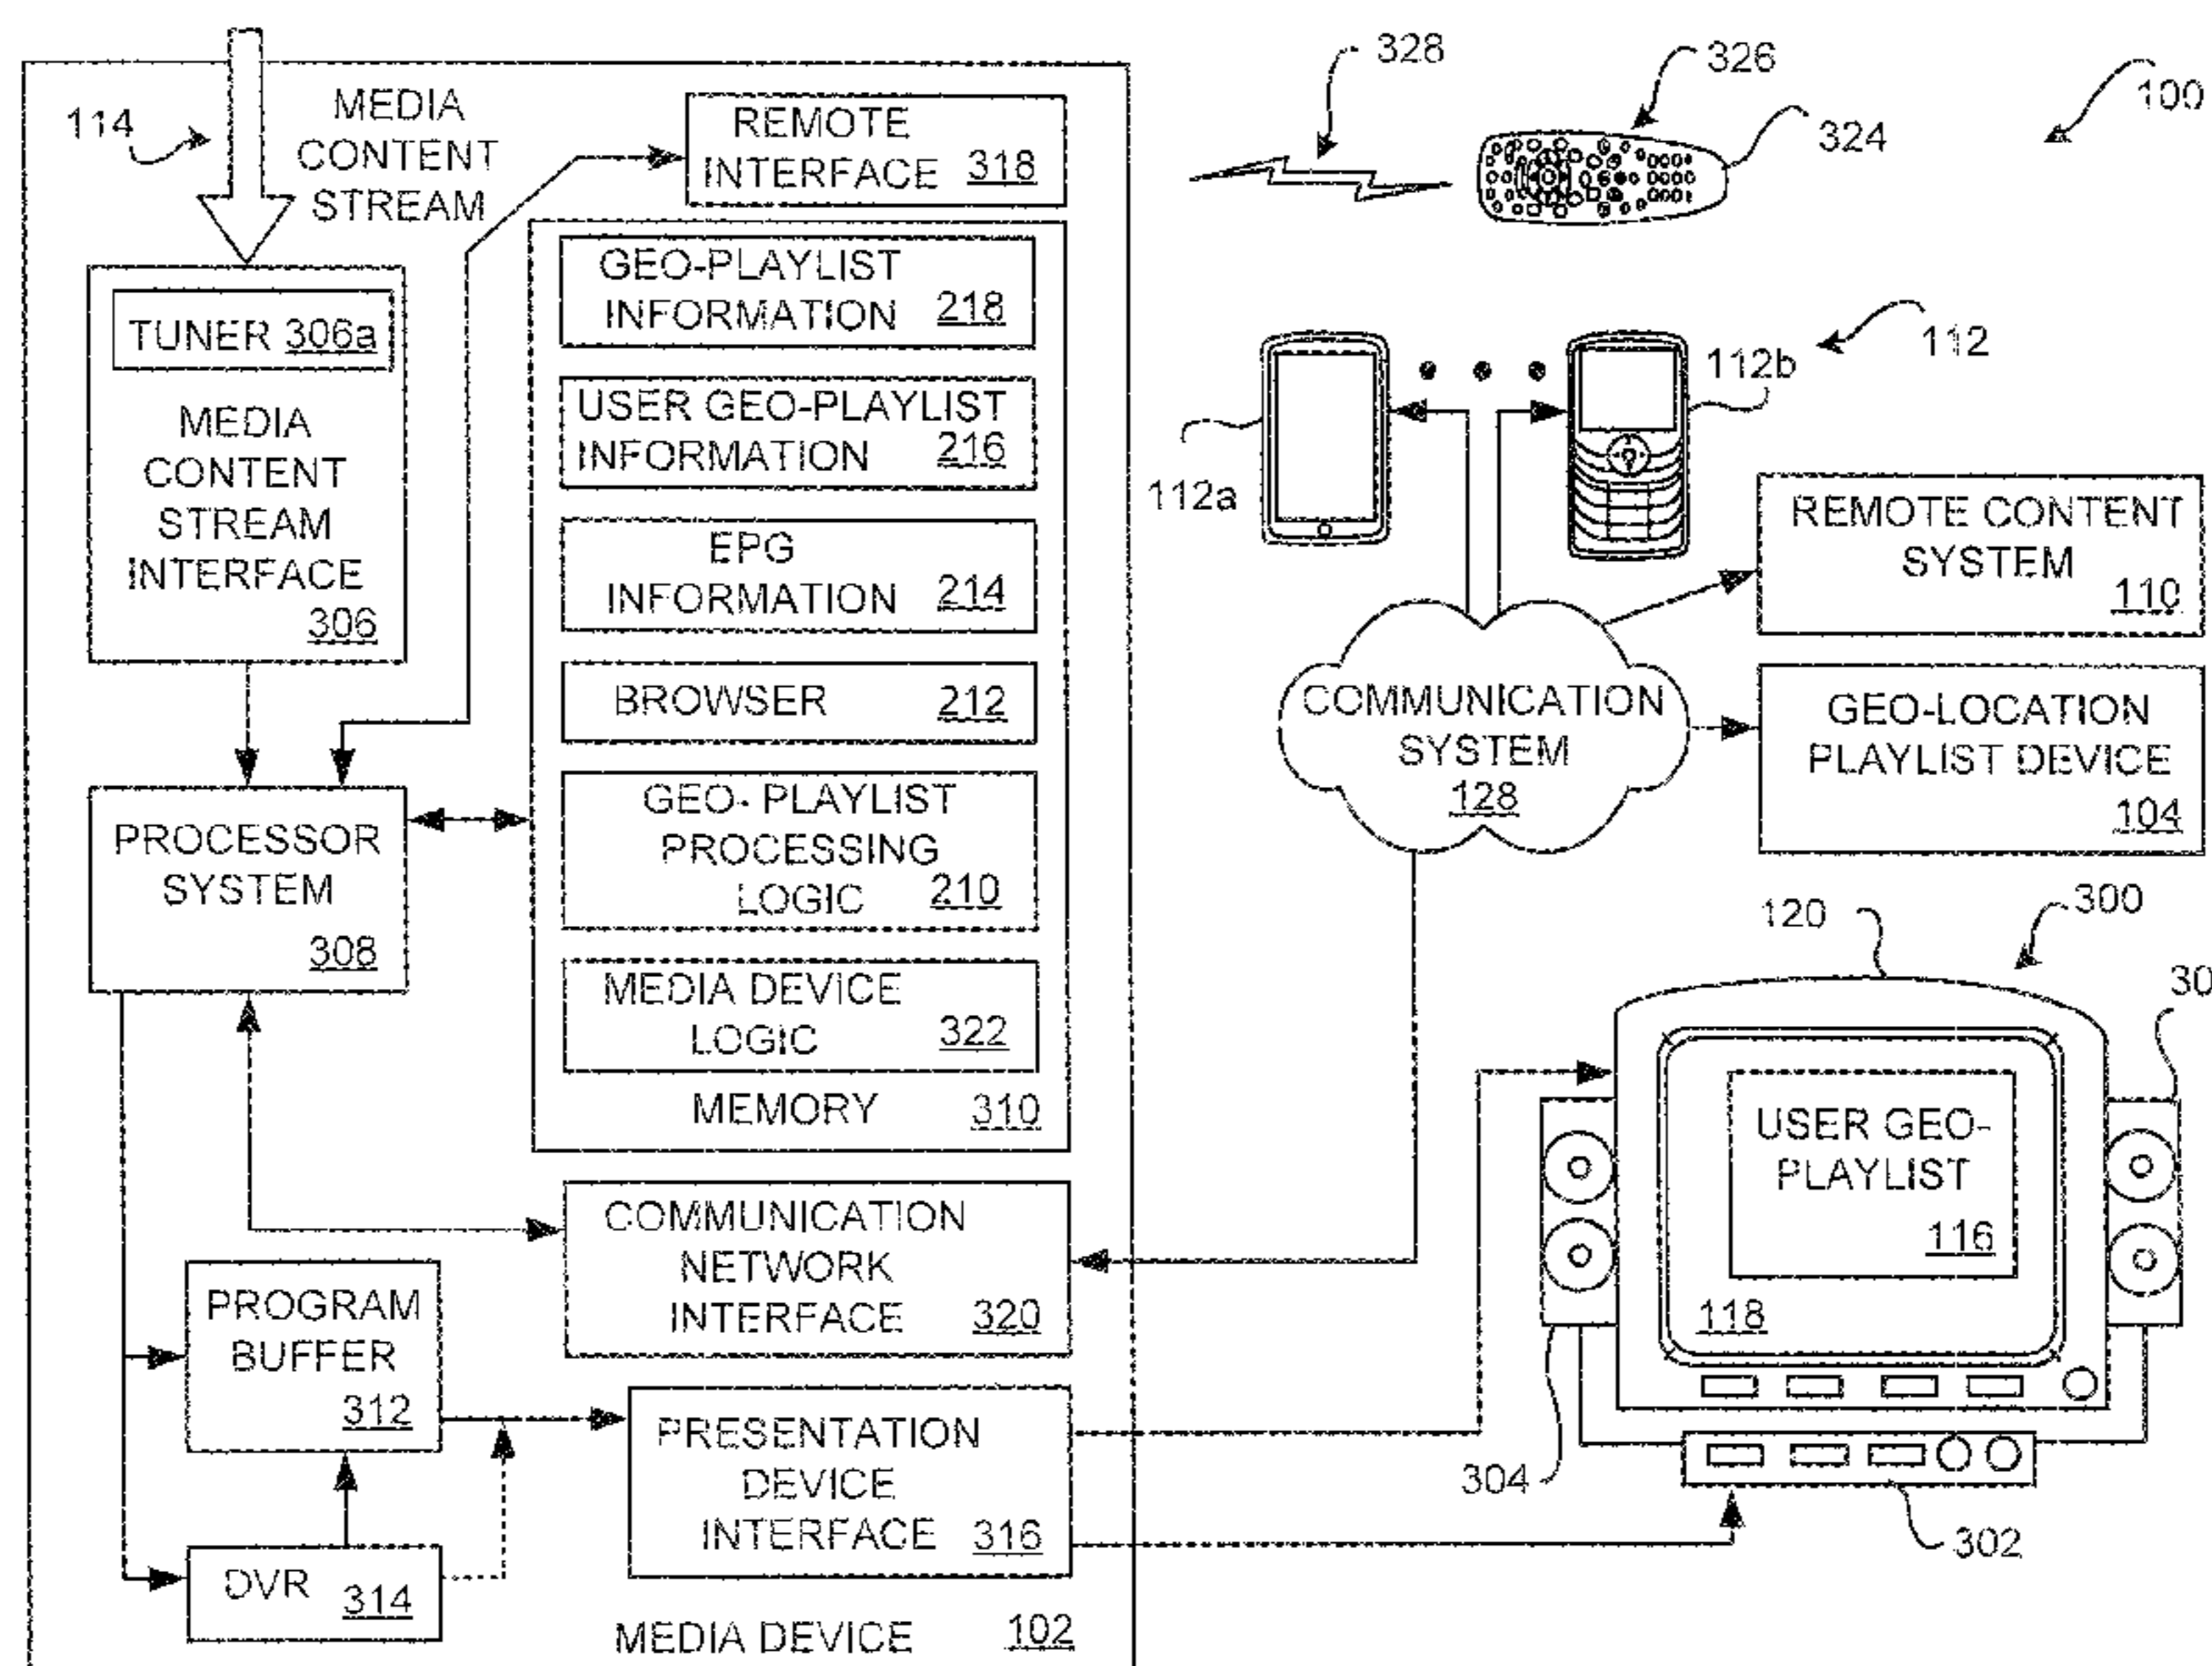 114
MEDIA
CONTENT
STREAM
REMOTE
INTERFACE 318
TUNER 306a
MEDIA
CONTENT
STREAM
INTERFACE
306
GEO-PLAYLIST
INFORMATION 218
USER GEO-PLAYLIST
INFORMATION 216
EPG
INFORMATION 214
BROWSER 212
GEO- PLAYLIST
PROCESSING
LOGIC 210
MEDIA DEVICE
LOGIC 322
MEMORY 310
PROCESSOR
SYSTEM
308
COMMUNICATION
NETWORK
INTERFACE 320
PROGRAM
BUFFER
312
DVR 314
PRESENTATION
DEVICE
INTERFACE 316
MEDIA DEVICE 102
328
326
324
100
112
112b
112a
REMOTE CONTENT
SYSTEM
110
COMMUNICATION
SYSTEM
128
GEO-LOCATION
PLAYLIST DEVICE
104
120
300
30
USER GEO-
PLAYLIST
116
118
304
302